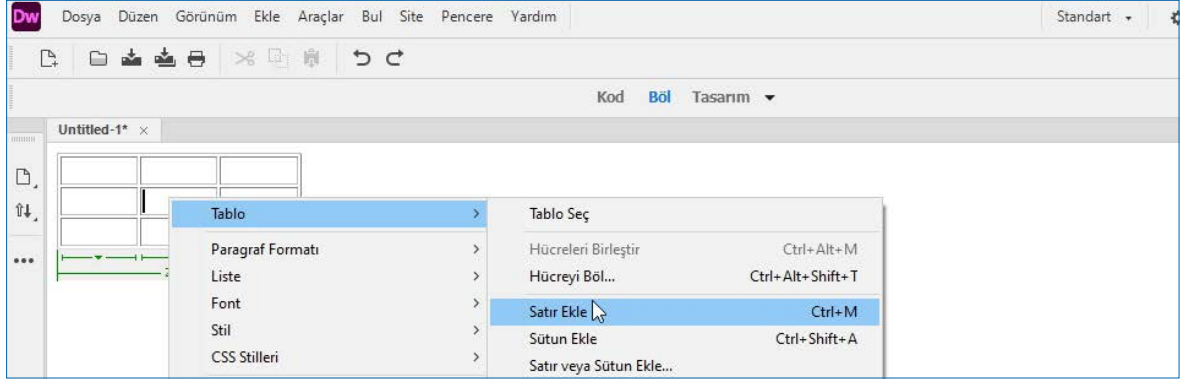 Dw Dosya Düzen Görünüm Ekle Araçlar Bul Site Pencere Yardım Standart
Kod Böl Tasarım
Untitled-1* ×
Tablo
Paragraf Formatı
Liste
Font
Stil
CSS Stilleri
Tablo Seç
Hücreleri Birleştir Ctrl+Alt+M
Hücreyi Böl... Ctrl+Alt+Shift+T
Satır Ekle Ctrl+M
Sütun Ekle Ctrl+Shift+A
Satır veya Sütun Ekle...